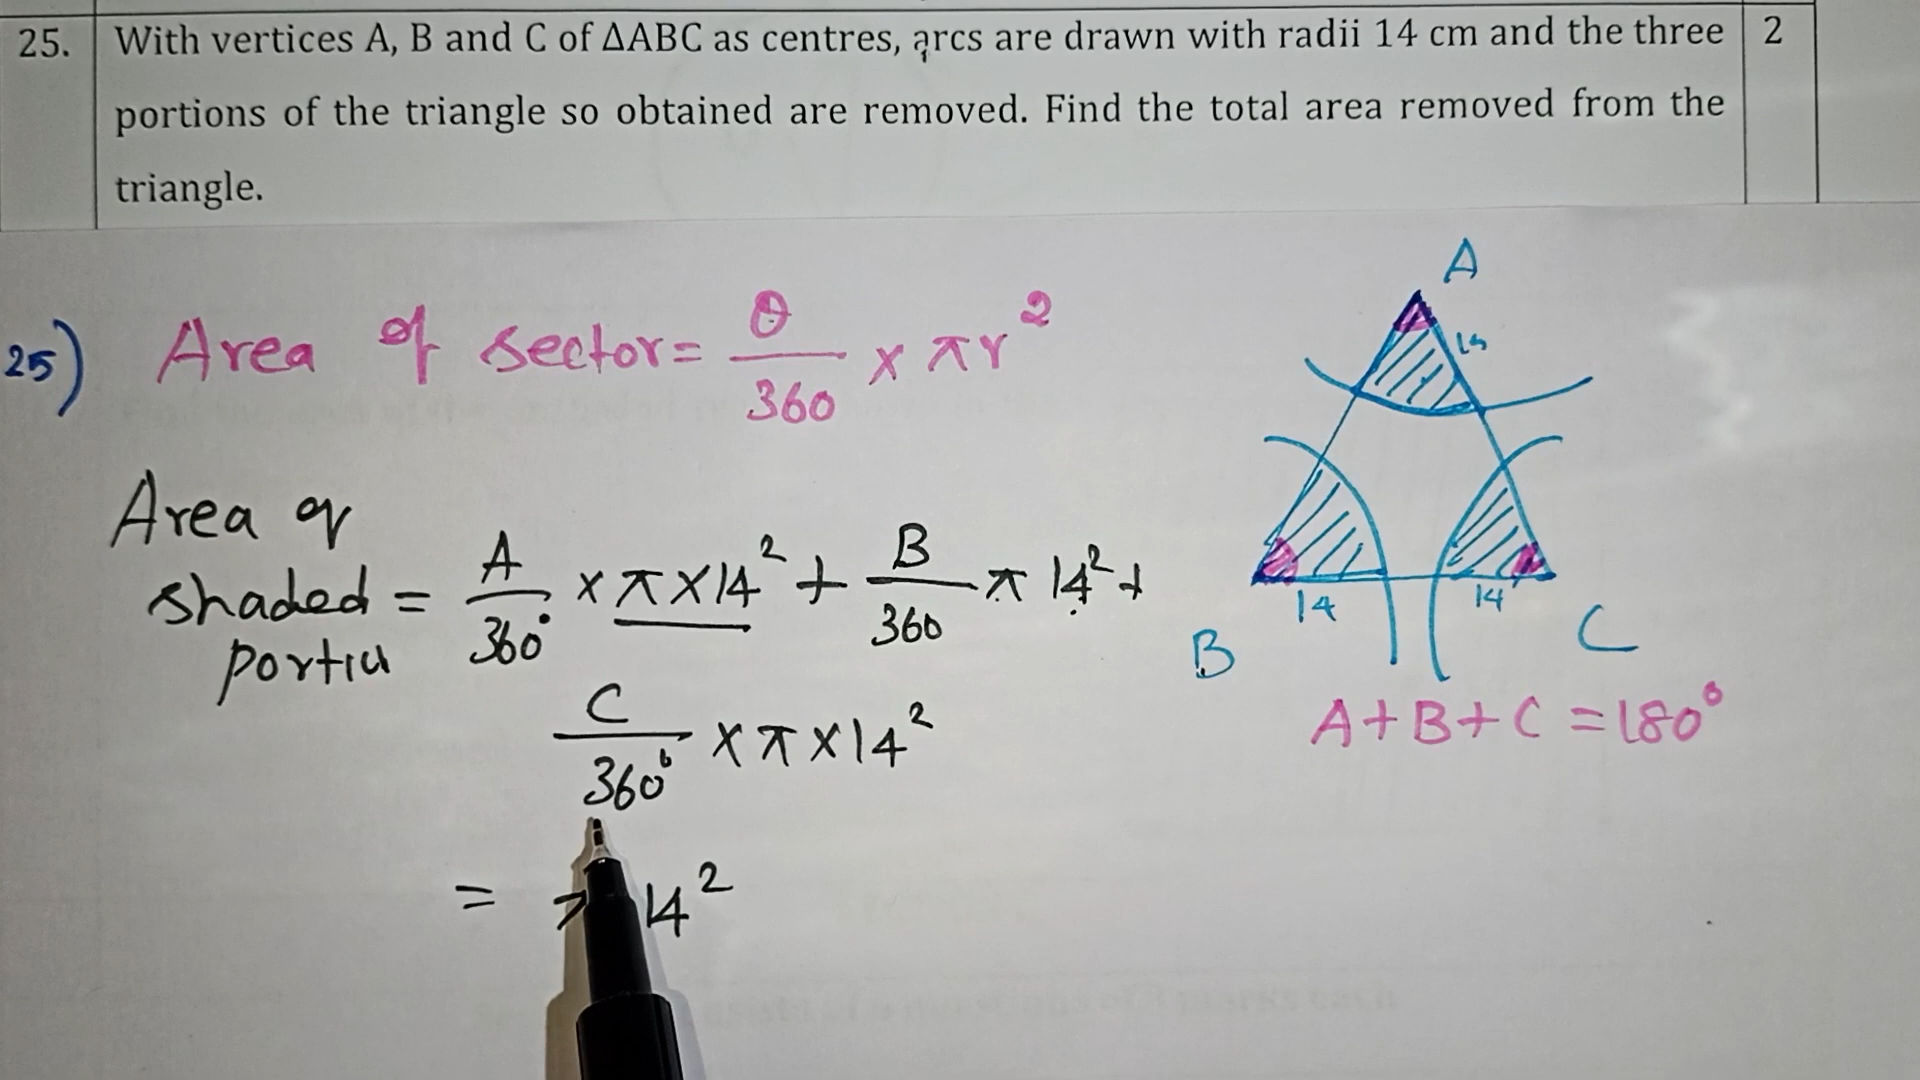 25. With vertices A, B and C of ΔABC as centres, arcs are drawn with radii 14 cm and the three 2
portions of the triangle so obtained are removed. Find the total area removed from the
triangle.
25) Area of sector = θ/360 × πr²
A
14
Area of
shaded = A/360° × π×14² + B/360 π 14² +
portin
C/360° × π × 14²
14
14
B
C
A+B+C = 180°
= 14²